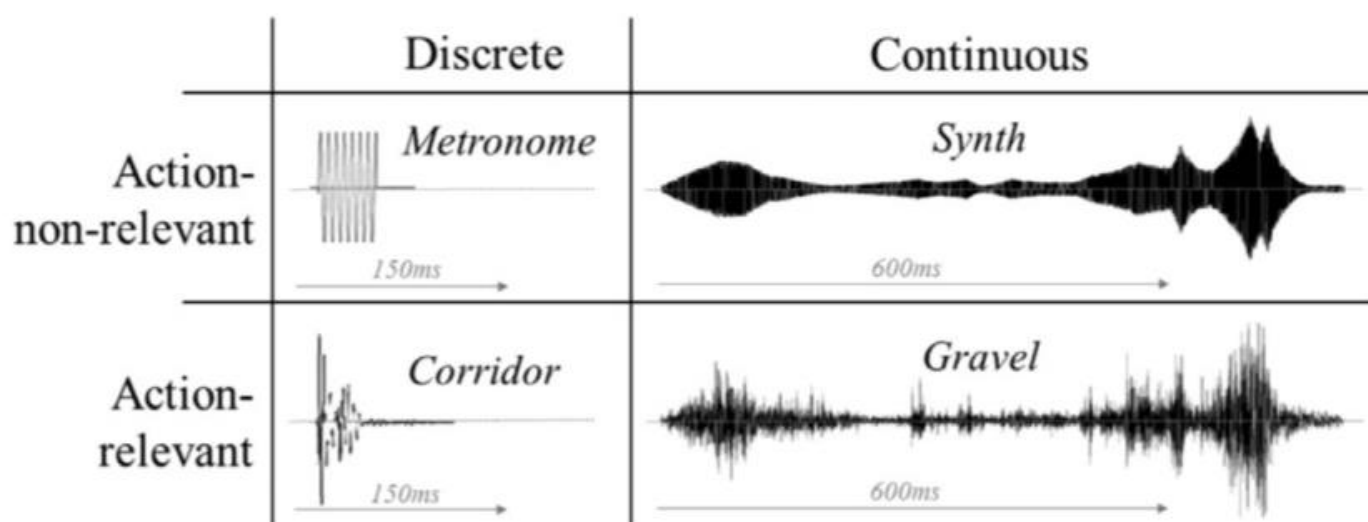 Discrete
Continuous
Action-
non-relevant
Metronome
150ms
Synth
600ms
Action-
relevant
Corridor
150ms
Gravel
600ms